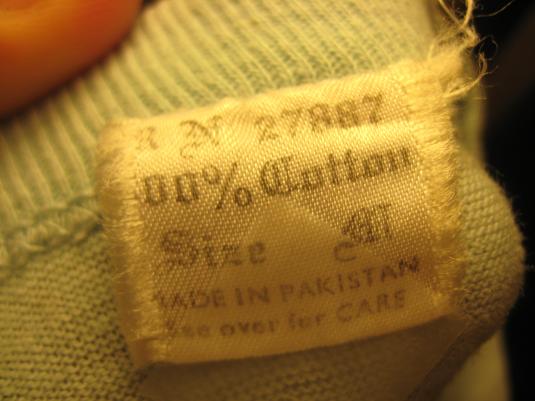 R N 27887
00% Cotton
Size M
MADE IN PAKISTAN
See over for CARE